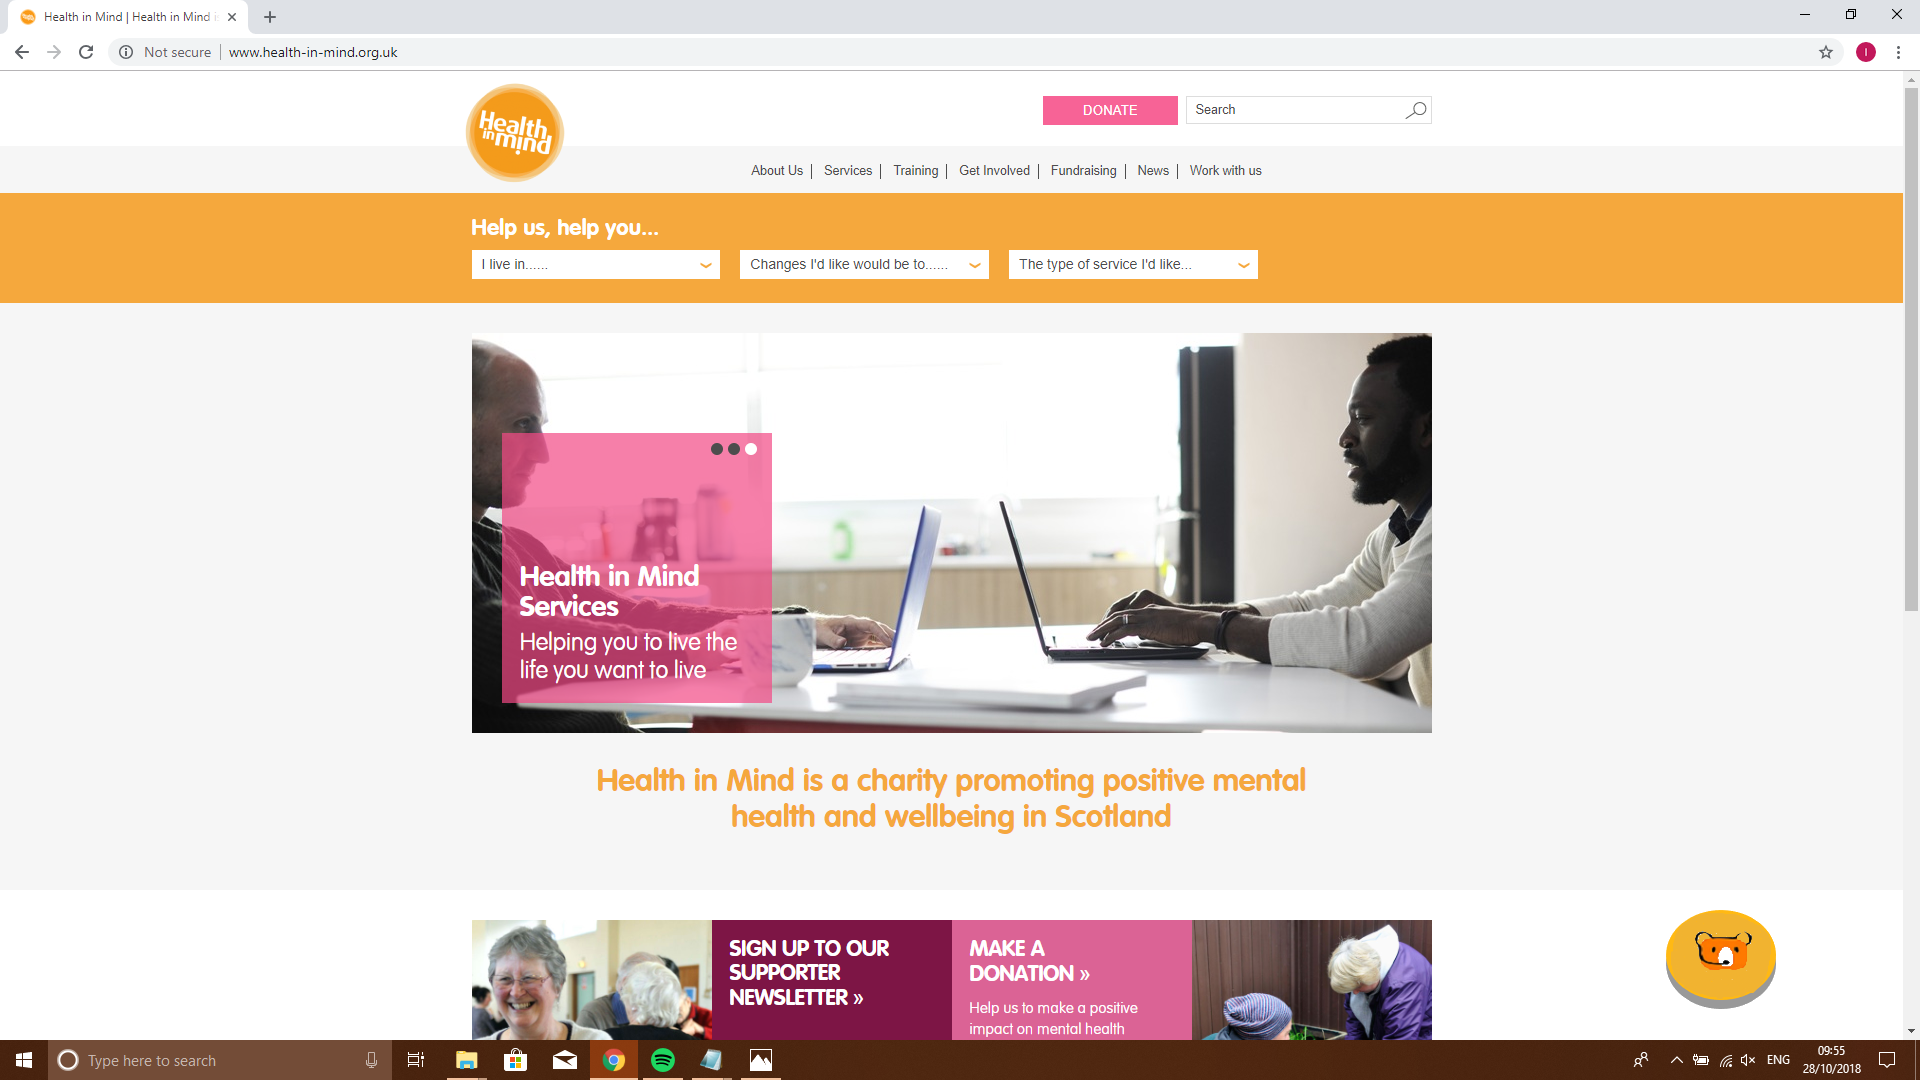 Health in Mind | Health in Mind i
Not secure
www.health-in-mind.org.uk
I
Health
in mind
DONATE
Search
About Us
Services
Training
Get Involved
Fundraising
News
Work with us
Help us, help you...
I live in......
Changes I'd like would be to......
The type of service I'd like...
Health in Mind
Services
Helping you to live the
life you want to live
Health in Mind is a charity promoting positive mental
health and wellbeing in Scotland
SIGN UP TO OUR
SUPPORTER
NEWSLETTER »
MAKE A
DONATION »
Help us to make a positive
impact on mental health
Type here to search
ENG
09:55
28/10/2018